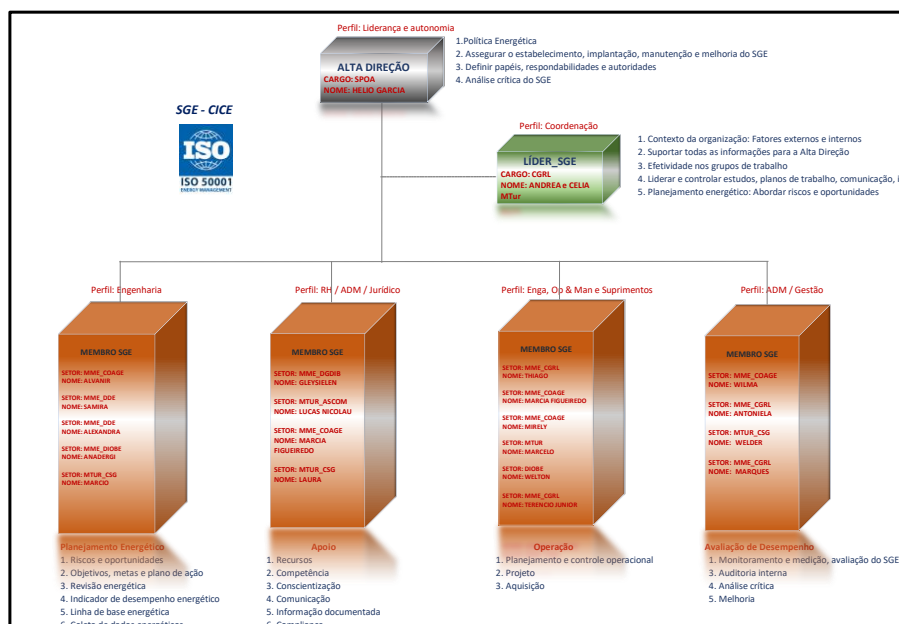 Perfil: Liderança e autonomia
ALTA DIREÇÃO
CARGO: SPOA
NOME: HELIO GARCIA
1.Política Energética
2. Assegurar o estabelecimento, implantação, manutenção e melhoria do SGE
3. Definir papéis, respondabilidades e autoridades
4. Análise crítica do SGE
SGE - CICE
ISO
ISO 50001
ENERGY MANAGEMENT
Perfil: Coordenação
LÍDER_SGE
CARGO: CGRL
NOME: ANDREA e CELIA
MTur
1. Contexto da organização: Fatores externos e internos
2. Suportar todas as informações para a Alta Direção
3. Efetividade nos grupos de trabalho
4. Liderar e controlar estudos, planos de trabalho, comunicação, i
5. Planejamento energético: Abordar riscos e oportunidades
Perfil: Engenharia
MEMBRO SGE
SETOR: MME_COAGE
NOME: ALVANIR
SETOR: MME_DDE
NOME: SAMIRA
SETOR: MME_DDE
NOME: ALEXANDRA
SETOR: MME_DIOBE
NOME: ANADERGI
SETOR: MTUR_CSG
NOME: MARCIO
Planejamento Energético
1. Riscos e oportunidades
2. Objetivos, metas e plano de ação
3. Revisão energética
4. Indicador de desempenho energético
5. Linha de base energética
6. Coleta de dados energéticos
Perfil: RH / ADM / Jurídico
MEMBRO SGE
SETOR: MME_DGDIB
NOME: GLEYSIELEN
SETOR: MTUR_ASCOM
NOME: LUCAS NICOLAU
SETOR: MME_COAGE
NOME: MARCIA
FIGUEIREDO
SETOR: MTUR_CSG
NOME: LAURA
Apoio
1. Recursos
2. Competência
3. Conscientização
4. Comunicação
5. Informação documentada
6. Compliance
Perfil: Enga, Op & Man e Suprimentos
MEMBRO SGE
SETOR: MME_CGRL
NOME: THIAGO
SETOR: MME_COAGE
NOME: MARCIA FIGUEIREDO
SETOR: MME_COAGE
NOME: MIRELY
SETOR: MTUR
NOME: MARCELO
SETOR: DIOBE
NOME: WELTON
SETOR: MME_CGRL
NOME: TERENCIO JUNIOR
Operação
1. Planejamento e controle operacional
2. Projeto
3. Aquisição
Perfil: ADM / Gestão
MEMBRO SGE
SETOR: MME_COAGE
NOME: WILMA
SETOR: MME_CGRL
NOME: ANTONIELA
SETOR: MTUR_CSG
NOME: WELDER
SETOR: MME_CGRL
NOME: MARQUES
Avaliação de Desempenho
1. Monitoramento e medição, avaliação do SGE
3. Auditoria interna
4. Análise crítica
5. Melhoria